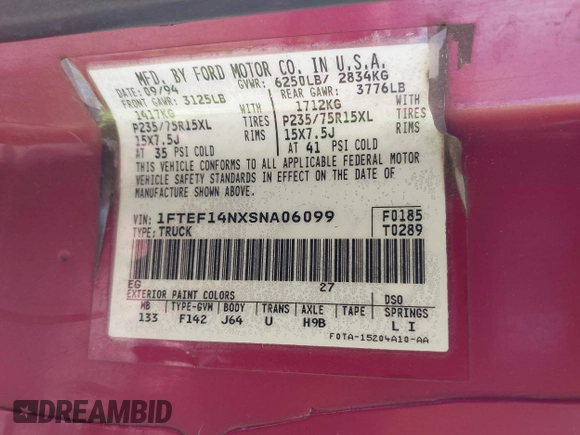 MFD. BY FORD MOTOR CO. IN U.S.A.
DATE: 09/94 GVWR: 6250LB/ 2834KG
FRONT GAWR: 3125LB REAR GAWR: 3776LB
1417KG WITH 1712KG WITH
P235/75R15XL TIRES P235/75R15XL TIRES
15X7.5J RIMS 15X7.5J RIMS
AT 35 PSI COLD AT 41 PSI COLD
THIS VEHICLE CONFORMS TO ALL APPLICABLE FEDERAL MOTOR
VEHICLE SAFETY STANDARDS IN EFFECT ON THE DATE OF
MANUFACTURE SHOWN ABOVE.
VIN: 1FTEF14NXSNA06099 F0185
TYPE: TRUCK T0289
EG 27
EXTERIOR PAINT COLORS DSO
WB TYPE-GVM BODY TRANS AXLE TAPE SPRINGS
133 F142 J64 U H9B L I
F0TA-15204A10-AA
DREAMBID